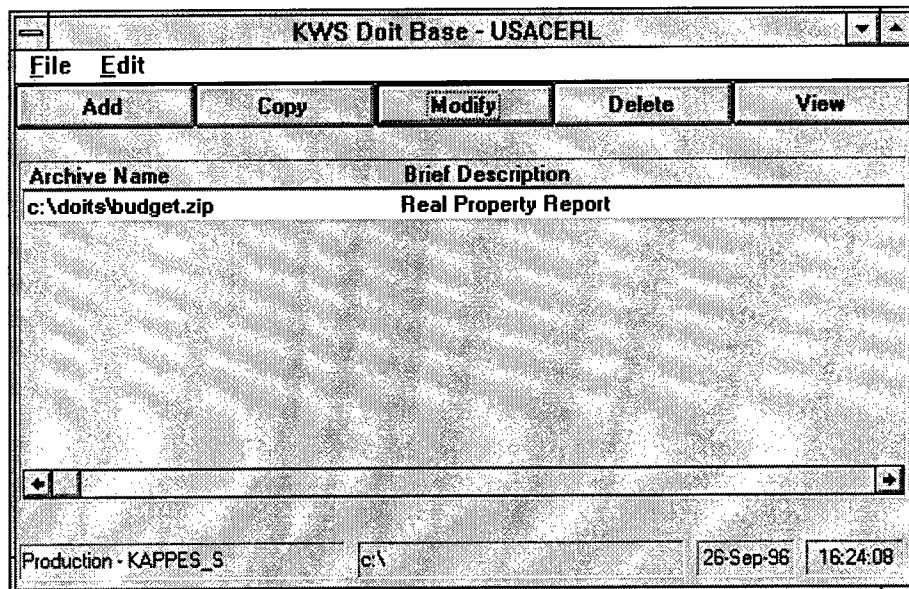 KWS Doit Base - USACERL
File Edit
Add Copy Modify Delete View
Archive Name Brief Description
c:\doits\budget.zip Real Property Report
Production - KAPPES_S c:\ 26-Sep-96 16:24:08